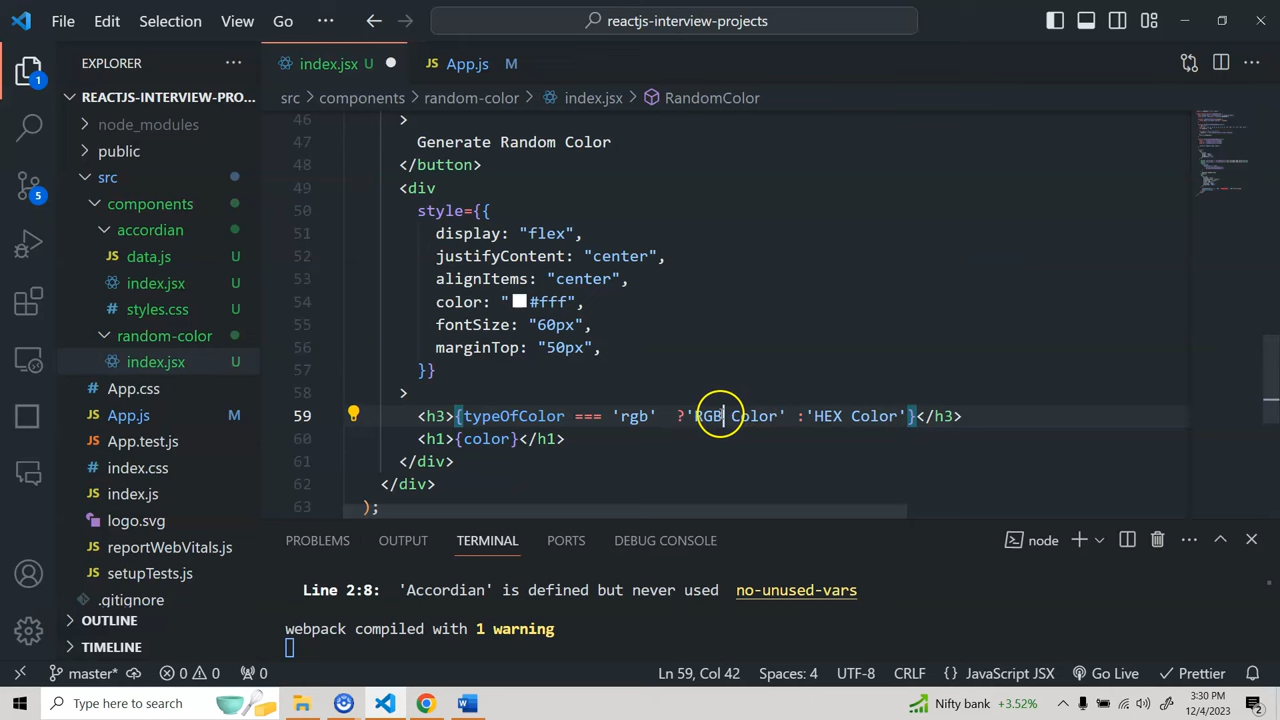 File Edit Selection View Go ··· reactjs-interview-projects
EXPLORER
REACTJS-INTERVIEW-PRO...
node_modules
public
src
components
accordian
data.js U
index.jsx U
styles.css U
random-color
index.jsx U
App.css
App.js M
App.test.js
index.css
index.js
logo.svg
reportWebVitals.js
setupTests.js
.gitignore
OUTLINE
TIMELINE
1
5
index.jsx U
App.js M
src > components > random-color > index.jsx > RandomColor
46 >
47 Generate Random Color
48 </button>
49 <div
50 style={{
51 display: "flex",
52 justifyContent: "center",
53 alignItems: "center",
54 color: "#fff",
55 fontSize: "60px",
56 marginTop: "50px",
57 }}
58 >
59 <h3>{typeOfColor === 'rgb'  ?'RGB Color' :'HEX Color'}</h3>
60 <h1>{color}</h1>
61 </div>
62 </div>
63 );
PROBLEMS OUTPUT TERMINAL PORTS DEBUG CONSOLE node
Line 2:8: 'Accordian' is defined but never used no-unused-vars
webpack compiled with 1 warning
master* 0 0 0 Ln 59, Col 42 Spaces: 4 UTF-8 CRLF {} JavaScript JSX Go Live Prettier
Type here to search Nifty bank +3.52% 3:30 PM
12/4/2023
2